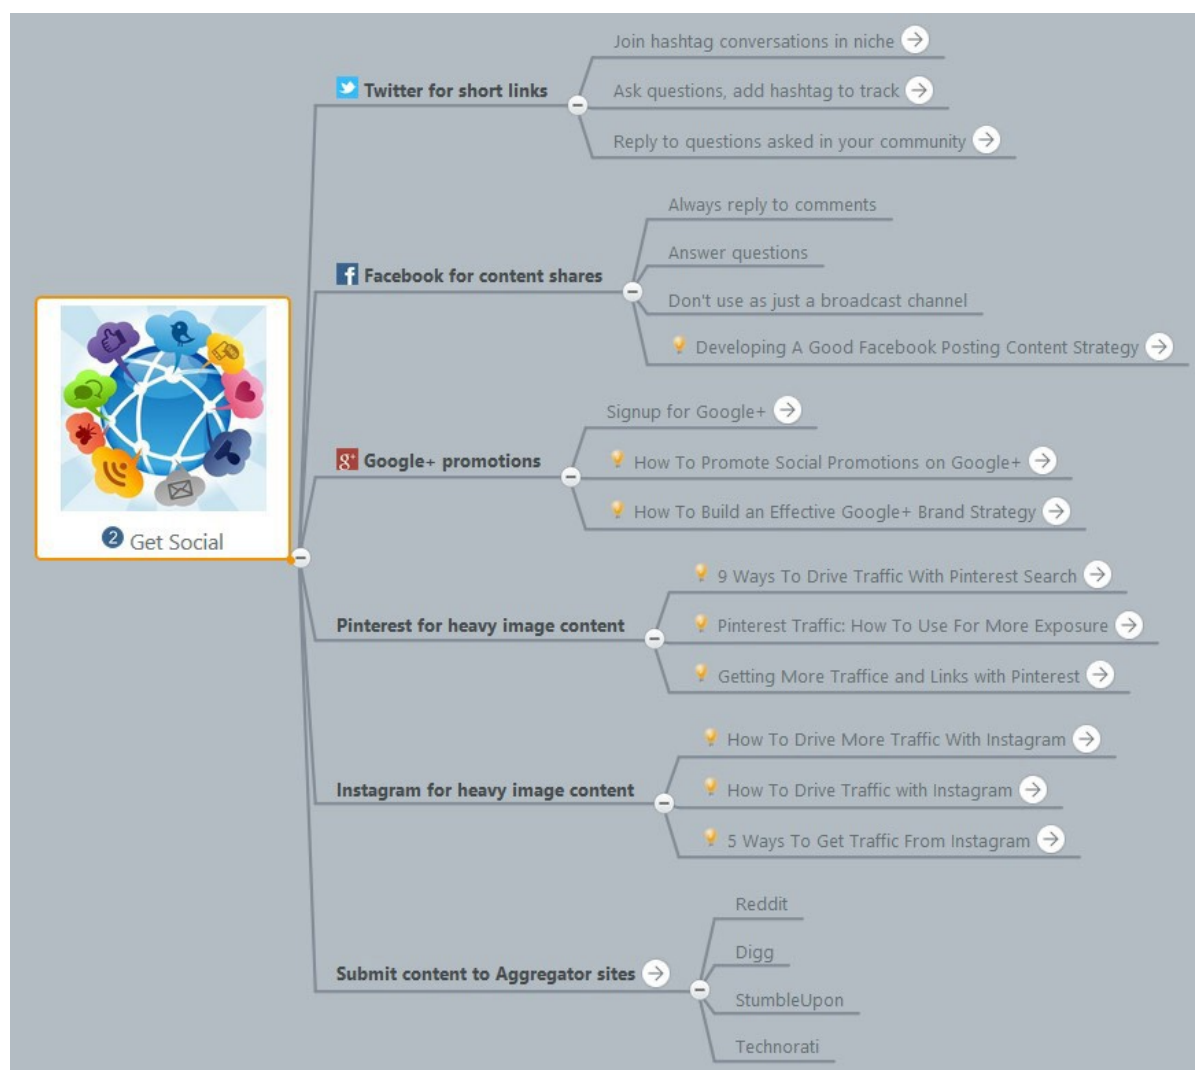 Join hashtag conversations in niche
Twitter for short links
Ask questions, add hashtag to track
Reply to questions asked in your community
Always reply to comments
Answer questions
Facebook for content shares
Don't use as just a broadcast channel
Developing A Good Facebook Posting Content Strategy
Signup for Google+
Google+ promotions
How To Promote Social Promotions on Google+
How To Build an Effective Google+ Brand Strategy
2 Get Social
9 Ways To Drive Traffic With Pinterest Search
Pinterest for heavy image content
Pinterest Traffic: How To Use For More Exposure
Getting More Traffice and Links with Pinterest
How To Drive More Traffic With Instagram
Instagram for heavy image content
How To Drive Traffic with Instagram
5 Ways To Get Traffic From Instagram
Reddit
Digg
Submit content to Aggregator sites
StumbleUpon
Technorati